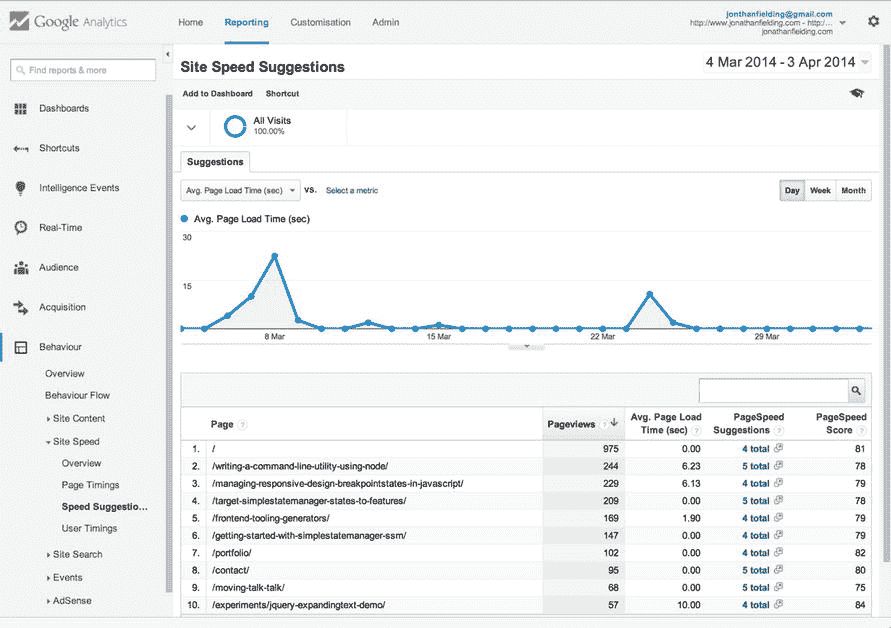 Google Analytics
Home Reporting Customisation Admin
jonthanfielding@gmail.com
http://www.jonathanfielding.com - http:/...
jonathanfielding.com
Find reports & more
Dashboards
Shortcuts
Intelligence Events
Real-Time
Audience
Acquisition
Behaviour
Overview
Behaviour Flow
Site Content
Site Speed
Overview
Page Timings
Speed Suggestio...
User Timings
Site Search
Events
AdSense
Site Speed Suggestions
4 Mar 2014 - 3 Apr 2014
Add to Dashboard Shortcut
All Visits
100.00%
Suggestions
Avg. Page Load Time (sec) VS. Select a metric
Day Week Month
Avg. Page Load Time (sec)
30
15
8 Mar 15 Mar 22 Mar 29 Mar
Page ? Pageviews ? Avg. Page Load Time (sec) ? PageSpeed Suggestions ? PageSpeed Score ?
1. / 975 0.00 4 total 81
2. /writing-a-command-line-utility-using-node/ 244 6.23 5 total 78
3. /managing-responsive-design-breakpointstates-in-javascript/ 229 6.13 4 total 79
4. /target-simplestatemanager-states-to-features/ 209 0.00 5 total 78
5. /frontend-tooling-generators/ 169 1.90 4 total 79
6. /getting-started-with-simplestatemanager-ssm/ 147 0.00 4 total 79
7. /portfolio/ 102 0.00 4 total 82
8. /contact/ 95 0.00 5 total 80
9. /moving-talk-talk/ 68 0.00 5 total 75
10. /experiments/jquery-expandingtext-demo/ 57 10.00 4 total 84